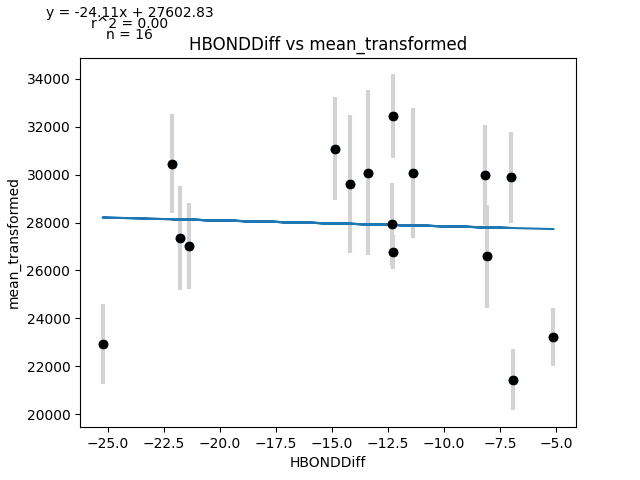 y = -24.11x + 27602.83
r^2 = 0.00
n = 16
HBONDDiff vs mean_transformed
34000
32000
30000
28000
26000
24000
22000
20000
mean_transformed
−25.0 −22.5 −20.0 −17.5 −15.0 −12.5 −10.0 −7.5 −5.0
HBONDDiff